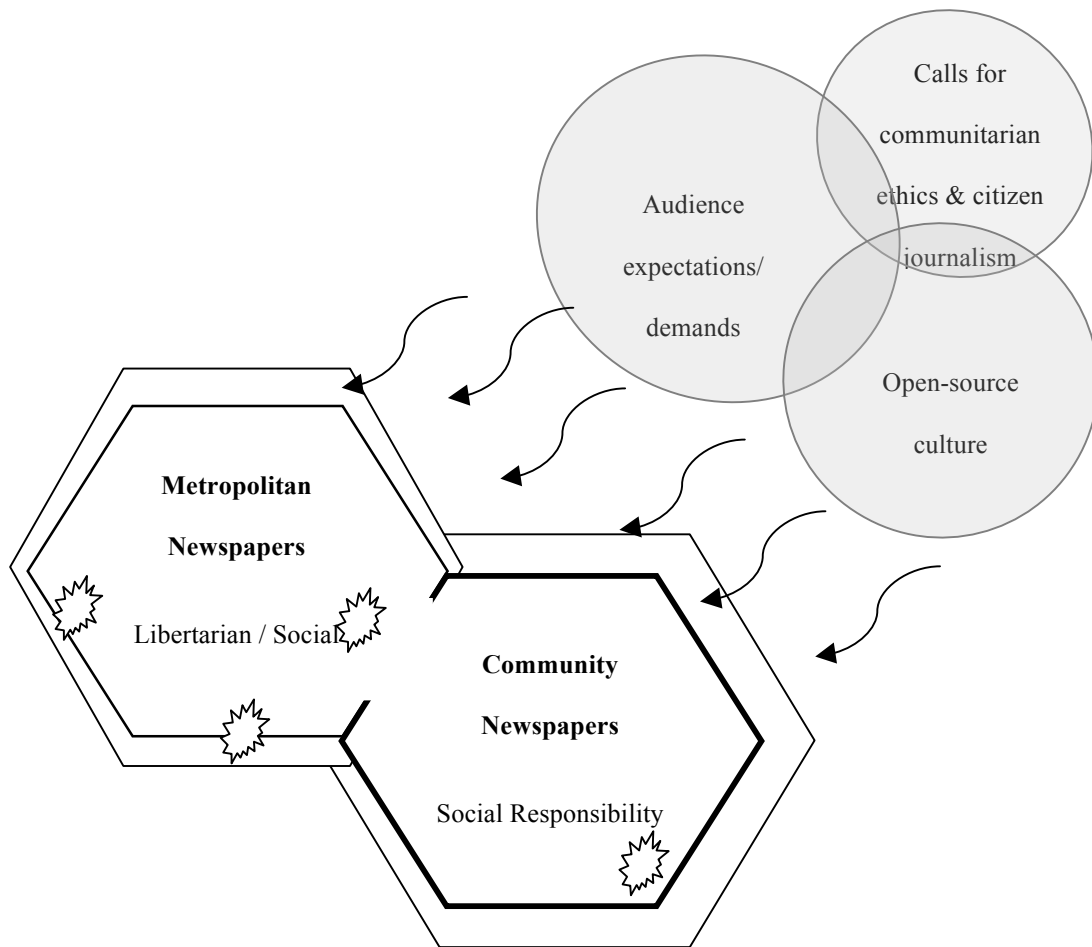 Calls for
communitarian
ethics & citizen
journalism
Audience
expectations/
demands
Open-source
culture
Metropolitan
Newspapers
Libertarian / Social
Community
Newspapers
Social Responsibility